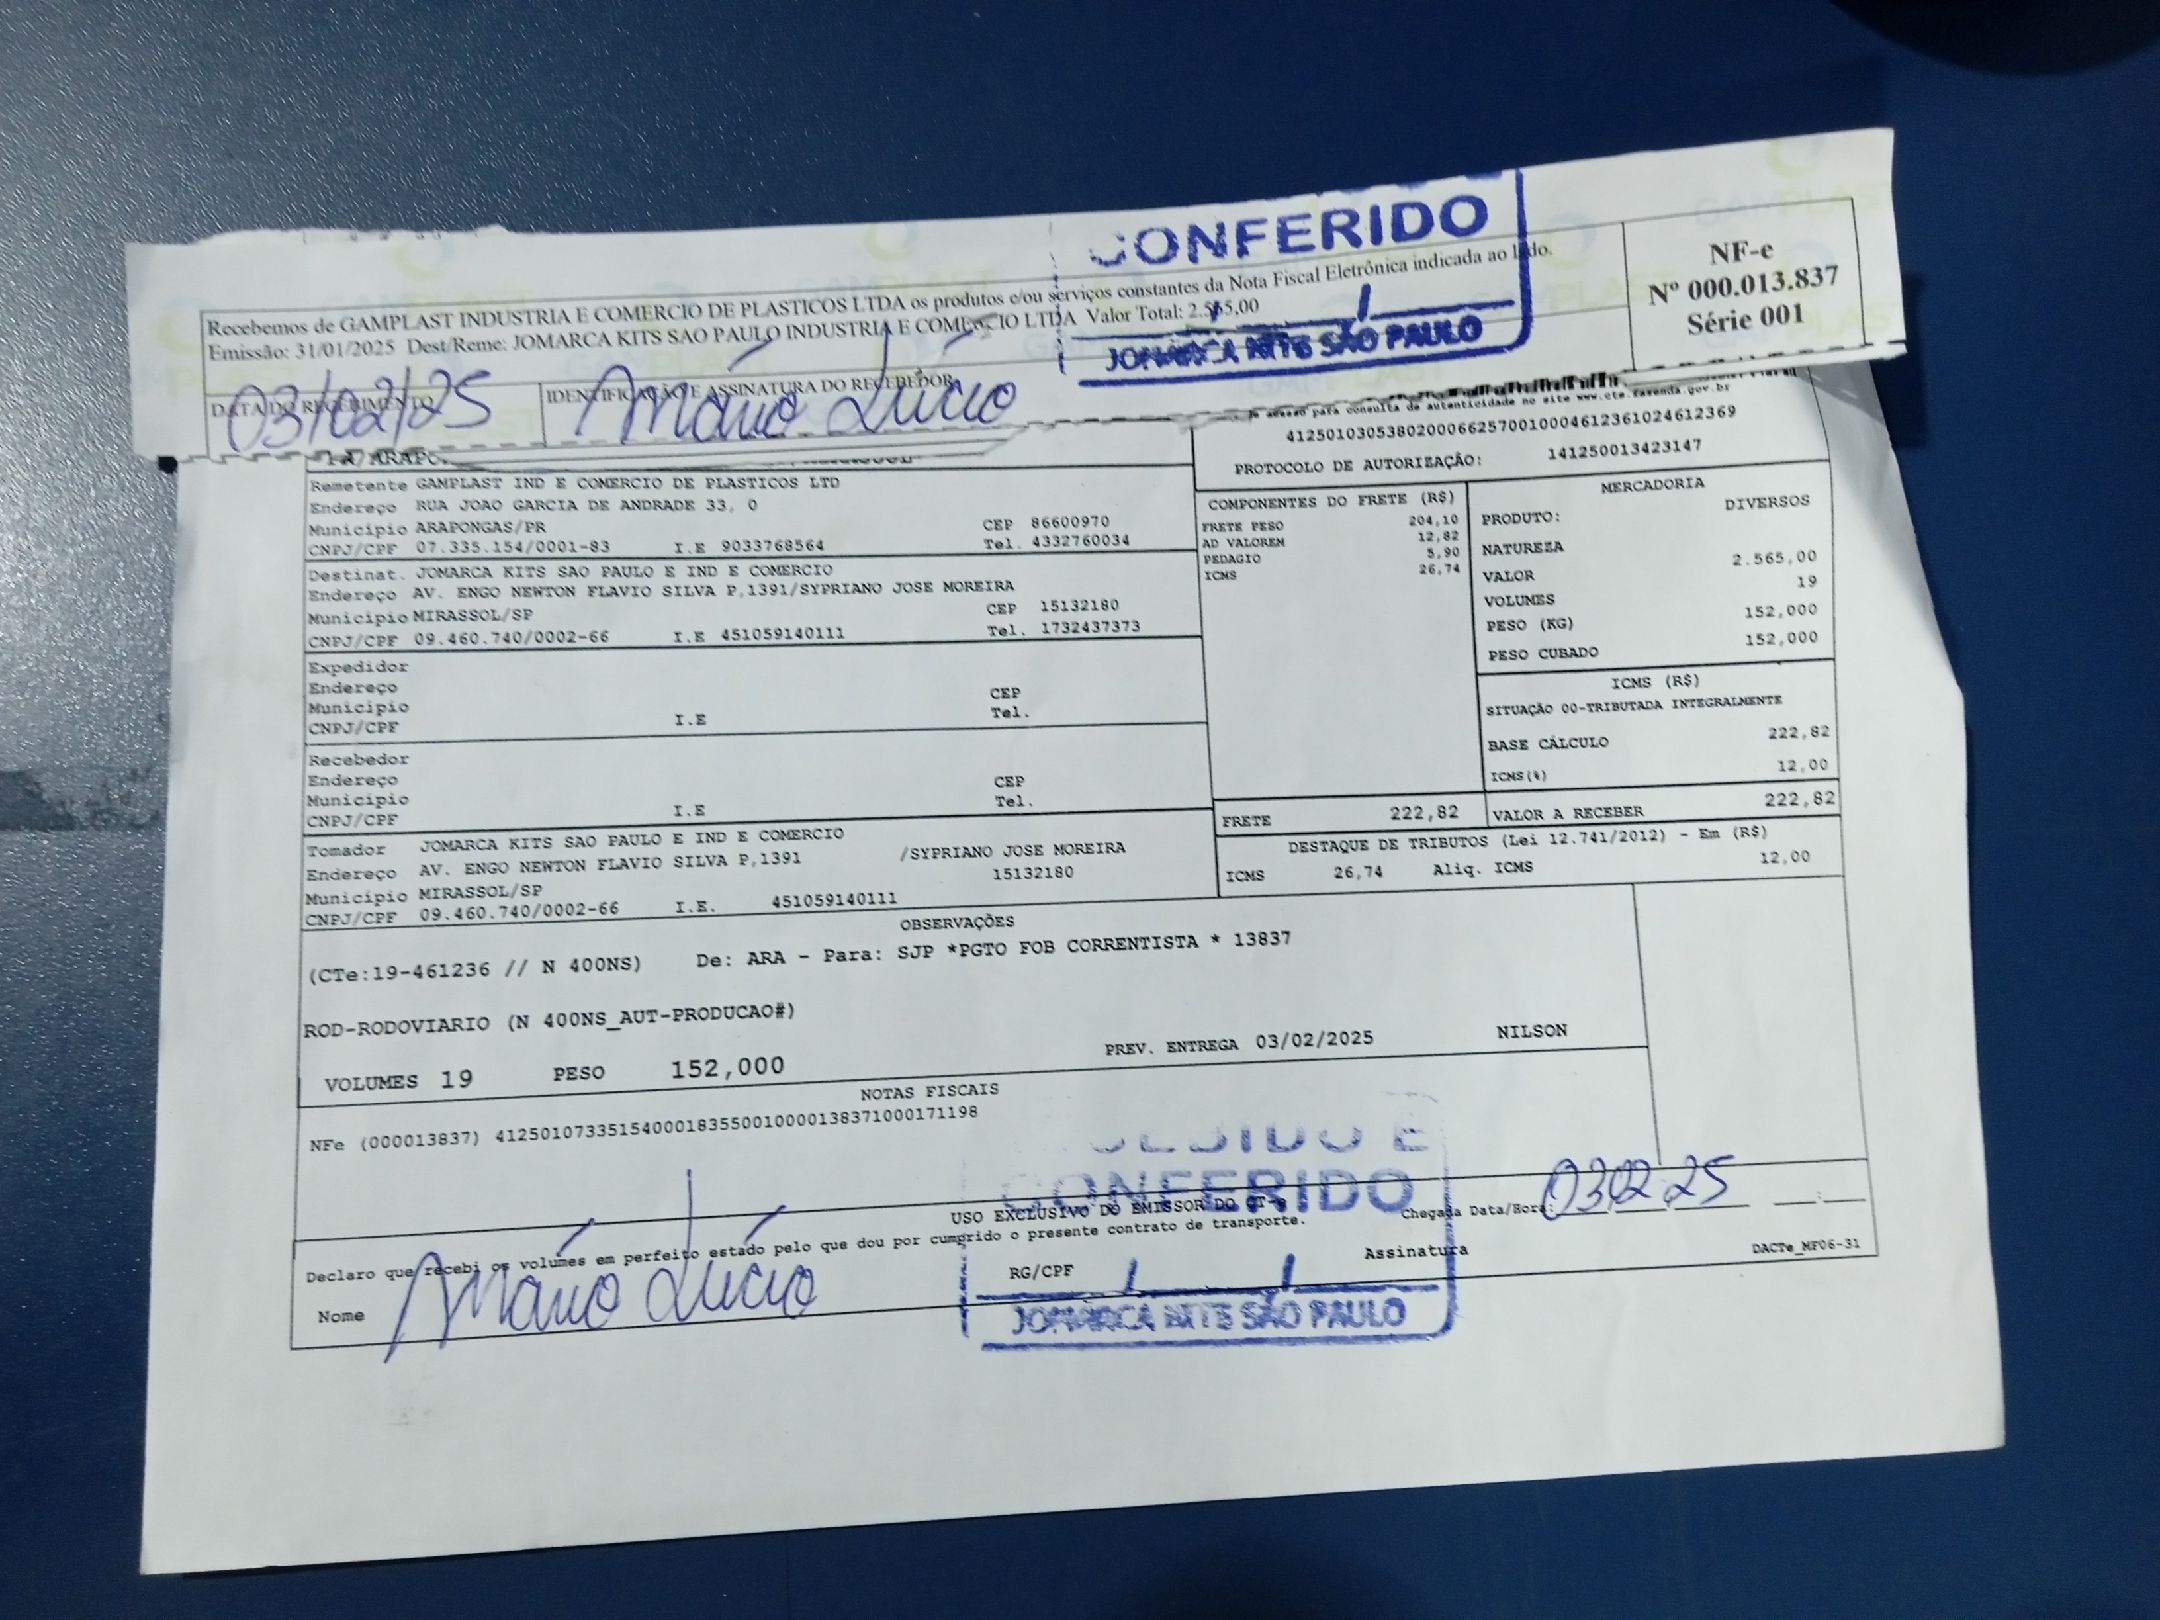 CONFERIDO
Recebemos de GAMPLAST INDUSTRIA E COMERCIO DE PLASTICOS LTDA os produtos e/ou serviços constantes da Nota Fiscal Eletrônica indicada ao lado.
Emissão: 31/01/2025 Dest/Reme: JOMARCA KITS SAO PAULO INDUSTRIA E COMERCIO LTDA Valor Total: 2.565,00
JOMARCA KITS SÃO PAULO
NF-e
Nº 000.013.837
Série 001
DATA DO RECEBIMENTO
03/02/25
IDENTIFICAÇÃO E ASSINATURA DO RECEBEDOR
Mário Lúcio
acesso para consulta de autenticidade no site www.cte.fazenda.gov.br
41250103053802000662570010004612361024612369
PROTOCOLO DE AUTORIZAÇÃO: 141250013423147
Remetente GAMPLAST IND E COMERCIO DE PLASTICOS LTD
Endereço RUA JOAO GARCIA DE ANDRADE 33, 0
Município ARAPONGAS/PR CEP 86600970
CNPJ/CPF 07.335.154/0001-83 I.E 9033768564 Tel. 4332760034
Destinat. JOMARCA KITS SAO PAULO E IND E COMERCIO
Endereço AV. ENGO NEWTON FLAVIO SILVA P,1391/SYPRIANO JOSE MOREIRA
Município MIRASSOL/SP CEP 15132180
CNPJ/CPF 09.460.740/0002-66 I.E 451059140111 Tel. 1732437373
Expedidor
Endereço
Município CEP
CNPJ/CPF I.E Tel.
Recebedor
Endereço
Município CEP
CNPJ/CPF I.E Tel.
Tomador JOMARCA KITS SAO PAULO E IND E COMERCIO
Endereço AV. ENGO NEWTON FLAVIO SILVA P,1391 /SYPRIANO JOSE MOREIRA
Município MIRASSOL/SP 15132180
CNPJ/CPF 09.460.740/0002-66 I.E. 451059140111
COMPONENTES DO FRETE (R$)
FRETE PESO 204,10
AD VALOREM 12,82
PEDAGIO 5,90
ICMS 26,74
FRETE 222,82
MERCADORIA
PRODUTO: DIVERSOS
NATUREZA
VALOR 2.565,00
VOLUMES 19
PESO (KG) 152,000
PESO CUBADO 152,000
ICMS (R$)
SITUAÇÃO 00-TRIBUTADA INTEGRALMENTE
BASE CÁLCULO 222,82
ICMS(%) 12,00
VALOR A RECEBER 222,82
DESTAQUE DE TRIBUTOS (Lei 12.741/2012) - Em (R$)
ICMS 26,74 Aliq. ICMS 12,00
OBSERVAÇÕES
(CTe:19-461236 // N 400NS) De: ARA - Para: SJP *PGTO FOB CORRENTISTA * 13837
ROD-RODOVIARIO (N 400NS_AUT-PRODUCAO#)
VOLUMES 19 PESO 152,000 PREV. ENTREGA 03/02/2025 NILSON
NOTAS FISCAIS
NFe (000013837) 41250107335154000183550010000138371000171198
CONFERIDO
USO EXCLUSIVO DO EMISSOR DO CT-e
Chegada Data/Hora: 03 02 25
Declaro que recebi os volumes em perfeito estado pelo que dou por cumprido o presente contrato de transporte.
Nome Mário Lúcio RG/CPF Assinatura DACTe_MF06-31
JOMARCA KITS SÃO PAULO